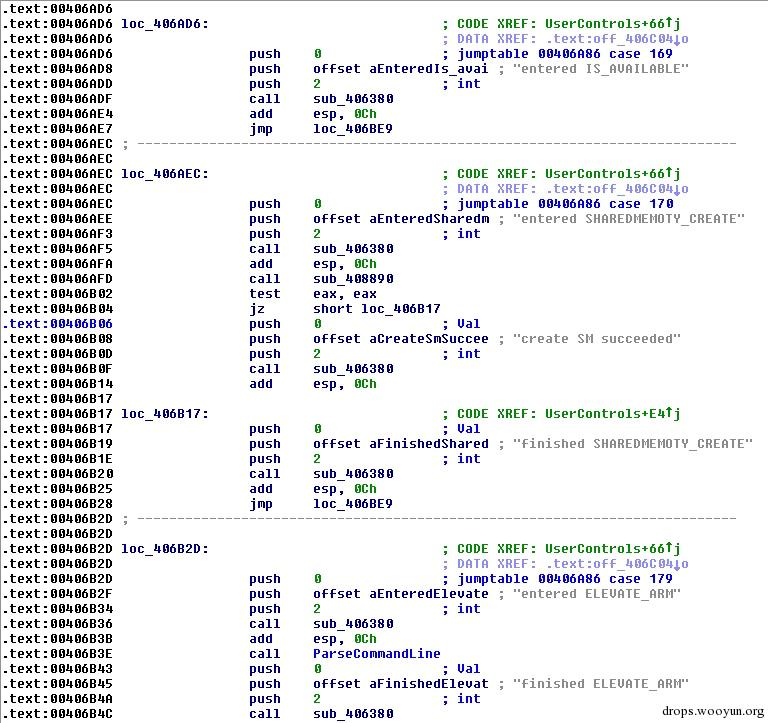 .text:00406AD6
.text:00406AD6 loc_406AD6: ; CODE XREF: UserControls+66↑j
.text:00406AD6 ; DATA XREF: .text:off_406C04↓o
.text:00406AD6 push 0 ; jumptable 00406A86 case 169
.text:00406AD8 push offset aEnteredIs_avai ; "entered IS_AVAILABLE"
.text:00406ADD push 2 ; int
.text:00406ADF call sub_406380
.text:00406AE4 add esp, 0Ch
.text:00406AE7 jmp loc_406BE9
.text:00406AEC ; ---------------------------------------------------------------------------
.text:00406AEC
.text:00406AEC loc_406AEC: ; CODE XREF: UserControls+66↑j
.text:00406AEC ; DATA XREF: .text:off_406C04↓o
.text:00406AEC push 0 ; jumptable 00406A86 case 170
.text:00406AEE push offset aEnteredSharedm ; "entered SHAREDMEMOTY_CREATE"
.text:00406AF3 push 2 ; int
.text:00406AF5 call sub_406380
.text:00406AFA add esp, 0Ch
.text:00406AFD call sub_408890
.text:00406B02 test eax, eax
.text:00406B04 jz short loc_406B17
.text:00406B06 push 0 ; Val
.text:00406B08 push offset aCreateSmSuccee ; "create SM succeeded"
.text:00406B0D push 2 ; int
.text:00406B0F call sub_406380
.text:00406B14 add esp, 0Ch
.text:00406B17
.text:00406B17 loc_406B17: ; CODE XREF: UserControls+E4↑j
.text:00406B17 push 0 ; Val
.text:00406B19 push offset aFinishedShared ; "finished SHAREDMEMOTY_CREATE"
.text:00406B1E push 2 ; int
.text:00406B20 call sub_406380
.text:00406B25 add esp, 0Ch
.text:00406B28 jmp loc_406BE9
.text:00406B2D ; ---------------------------------------------------------------------------
.text:00406B2D
.text:00406B2D loc_406B2D: ; CODE XREF: UserControls+66↑j
.text:00406B2D ; DATA XREF: .text:off_406C04↓o
.text:00406B2D push 0 ; jumptable 00406A86 case 179
.text:00406B2F push offset aEnteredElevate ; "entered ELEVATE_ARM"
.text:00406B34 push 2 ; int
.text:00406B36 call sub_406380
.text:00406B3B add esp, 0Ch
.text:00406B3E call ParseCommandLine
.text:00406B43 push 0 ; Val
.text:00406B45 push offset aFinishedElevat ; "finished ELEVATE_ARM"
.text:00406B4A push 2 ; int
.text:00406B4C call sub_406380
drops.wooyun.org